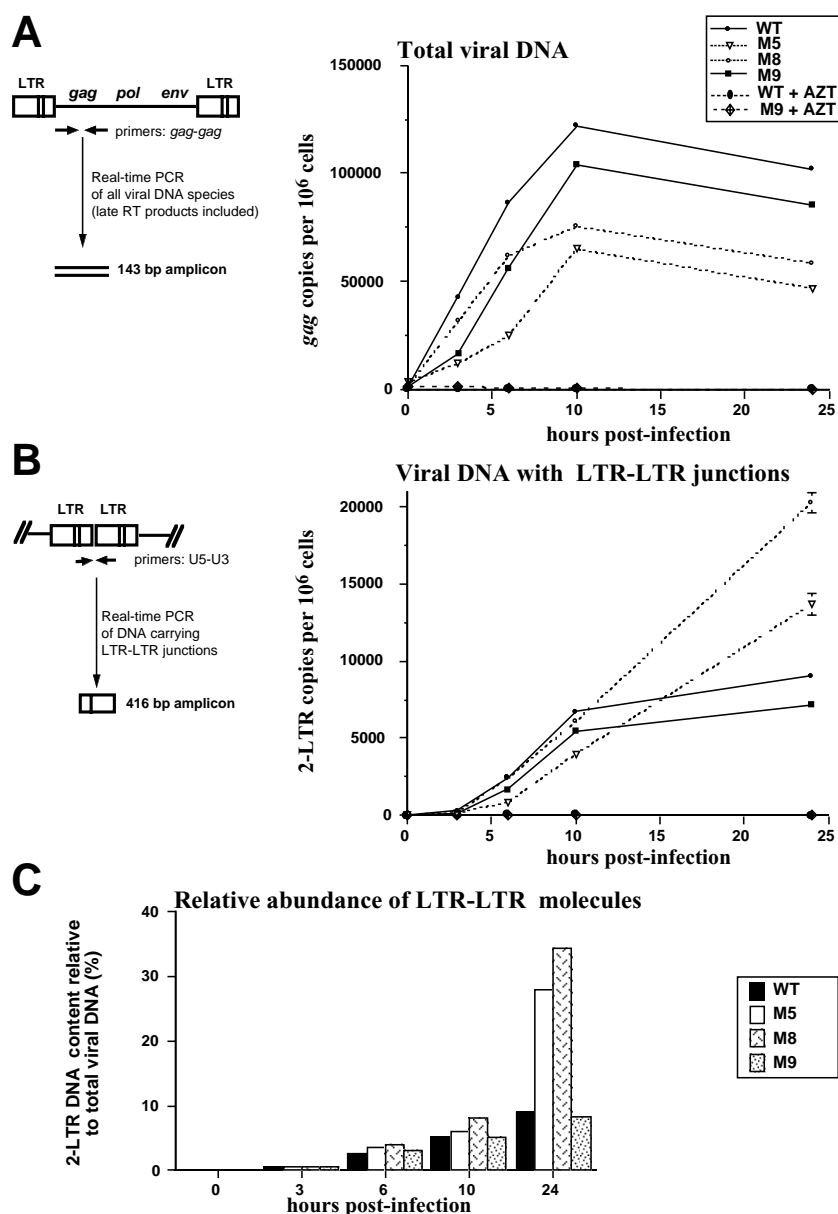 A
LTR
gag pol env
LTR
primers: gag-gag
Real-time PCR
of all viral DNA species
(late RT products included)
143 bp amplicon
Total viral DNA
WT
M5
M8
M9
WT + AZT
M9 + AZT
gag copies per 10⁶ cells
150000
100000
50000
0
0 5 10 15 20 25
hours post-infection
B
LTR LTR
primers: U5-U3
Real-time PCR
of DNA carrying
LTR-LTR junctions
416 bp amplicon
Viral DNA with LTR-LTR junctions
2-LTR copies per 10⁶ cells
20000
15000
10000
5000
0
0 5 10 15 20 25
hours post-infection
C
Relative abundance of LTR-LTR molecules
2-LTR DNA content relative
to total viral DNA (%)
40
30
20
10
0
0 3 6 10 24
hours post-infection
WT
M5
M8
M9